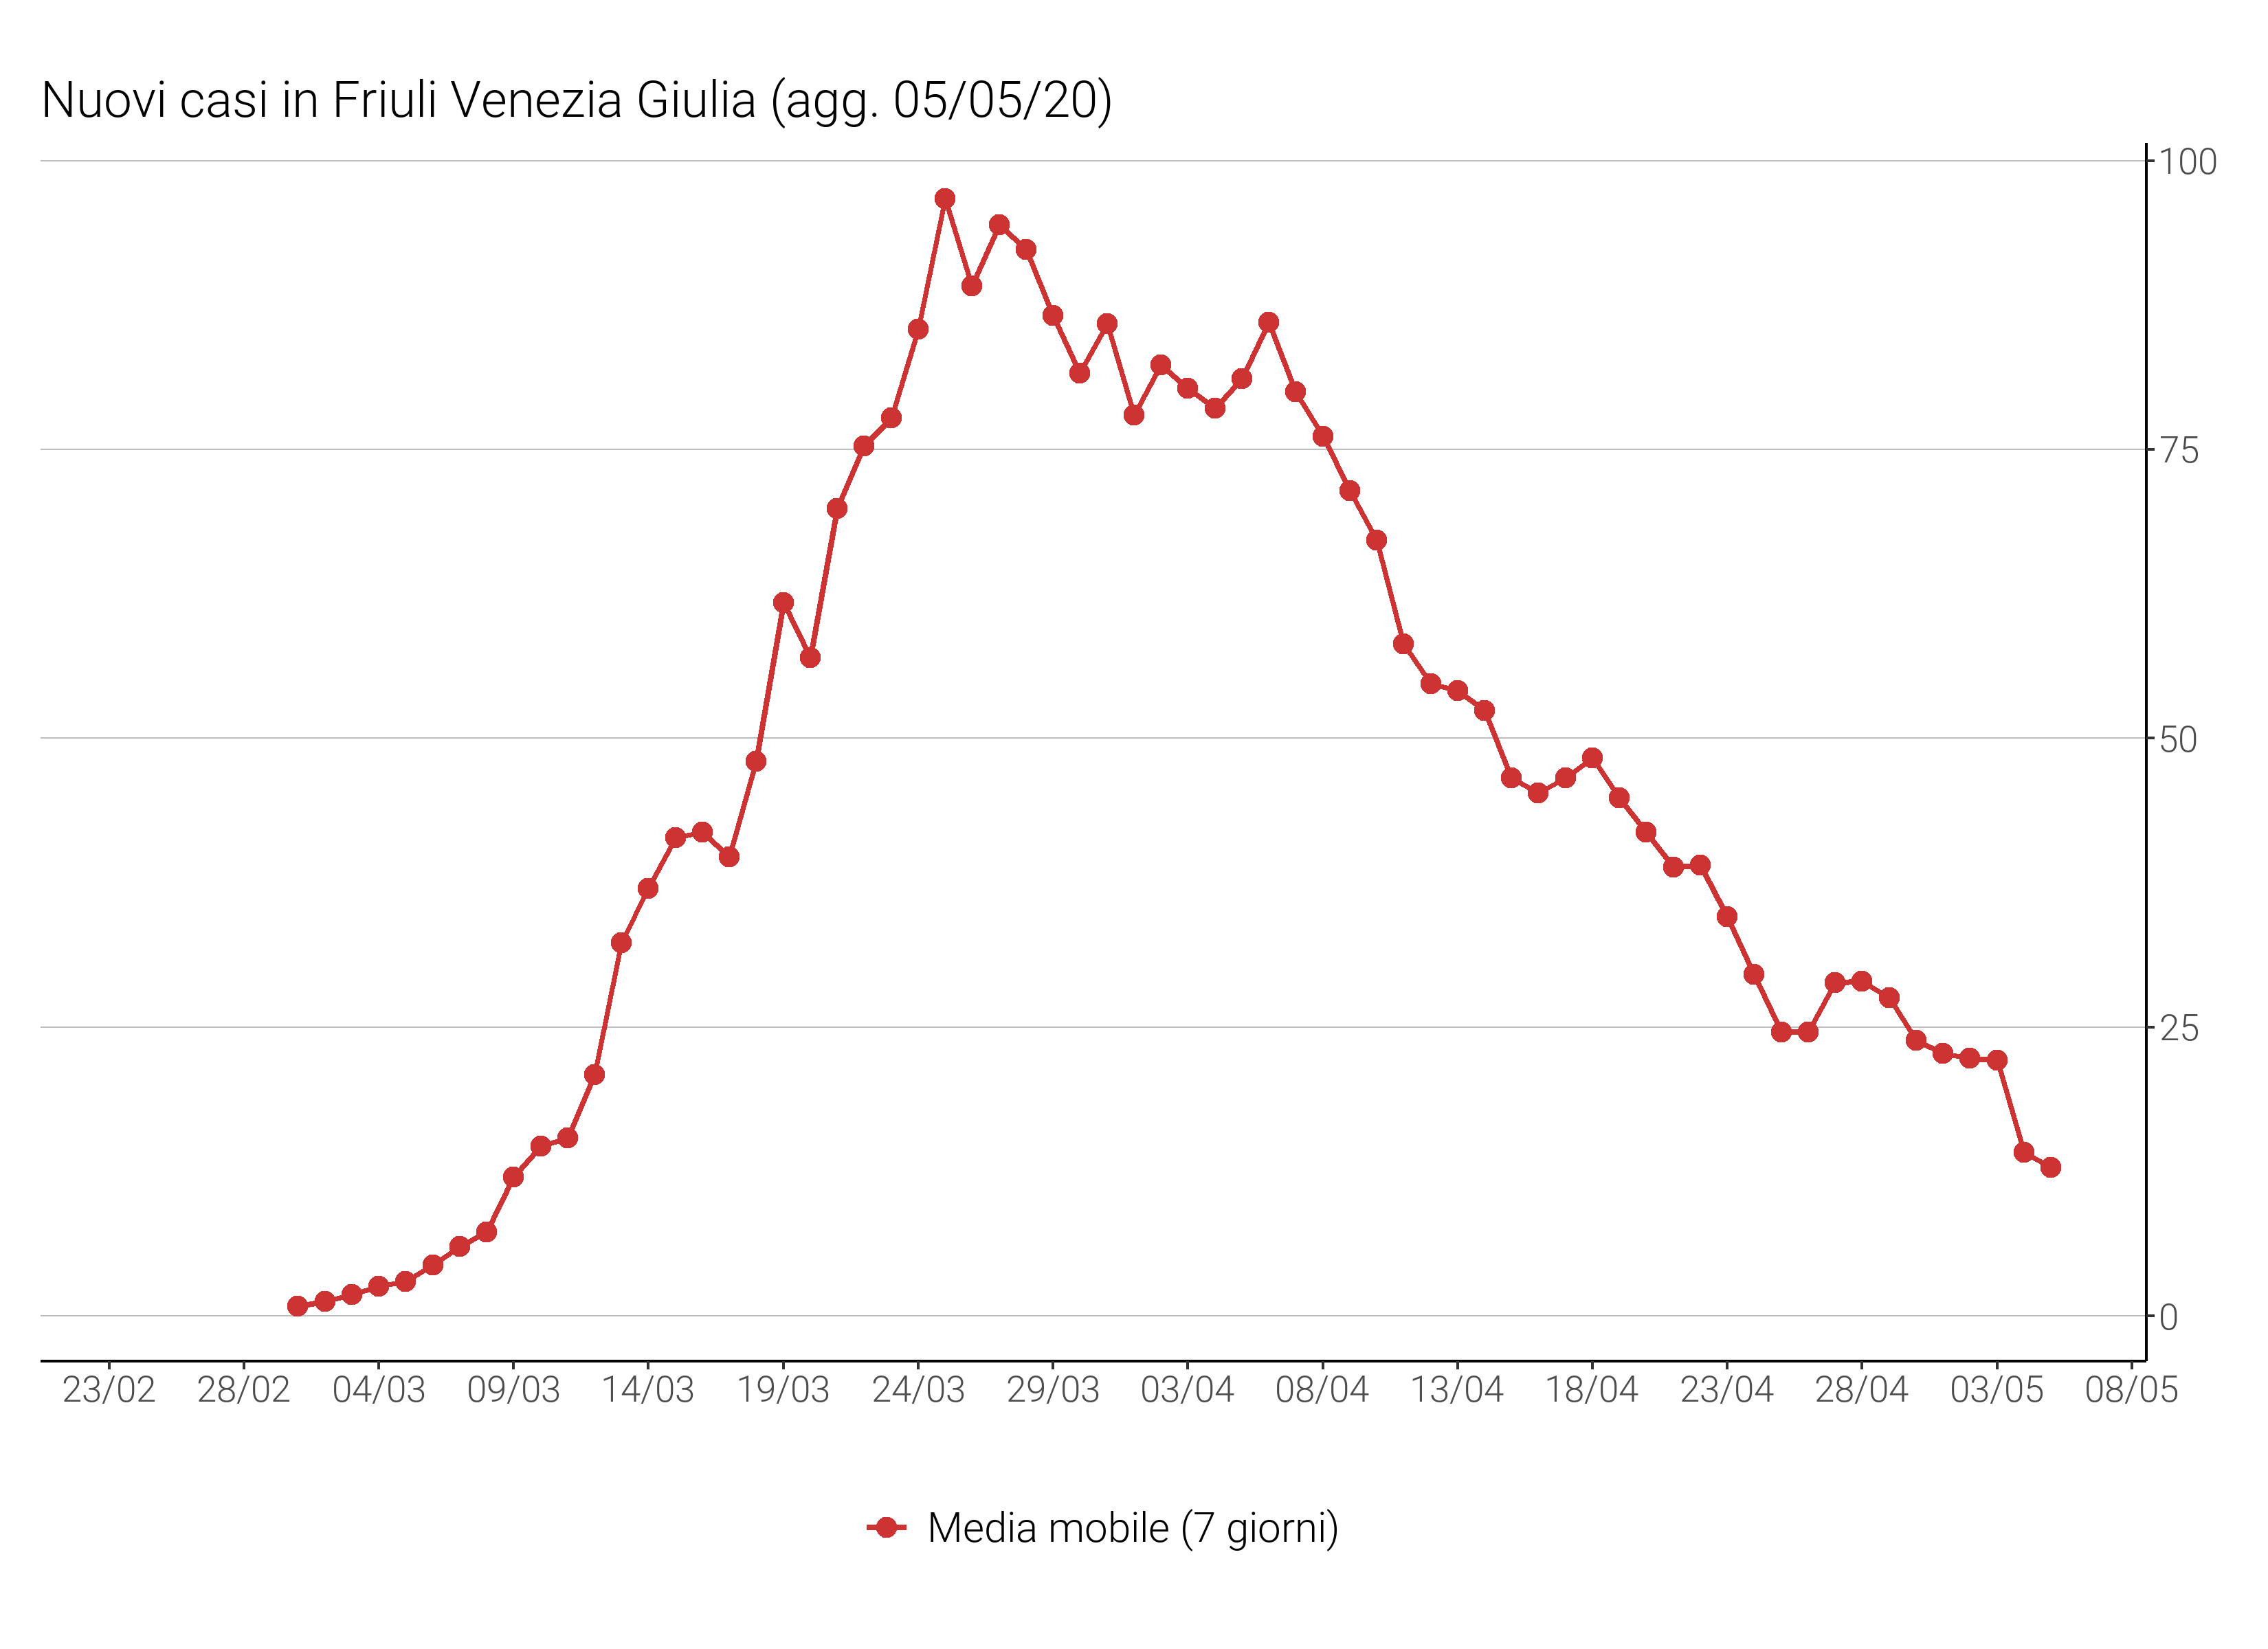 Nuovi casi in Friuli Venezia Giulia (agg. 05/05/20)
100
75
50
25
0
23/02 28/02 04/03 09/03 14/03 19/03 24/03 29/03 03/04 08/04 13/04 18/04 23/04 28/04 03/05 08/05
Media mobile (7 giorni)